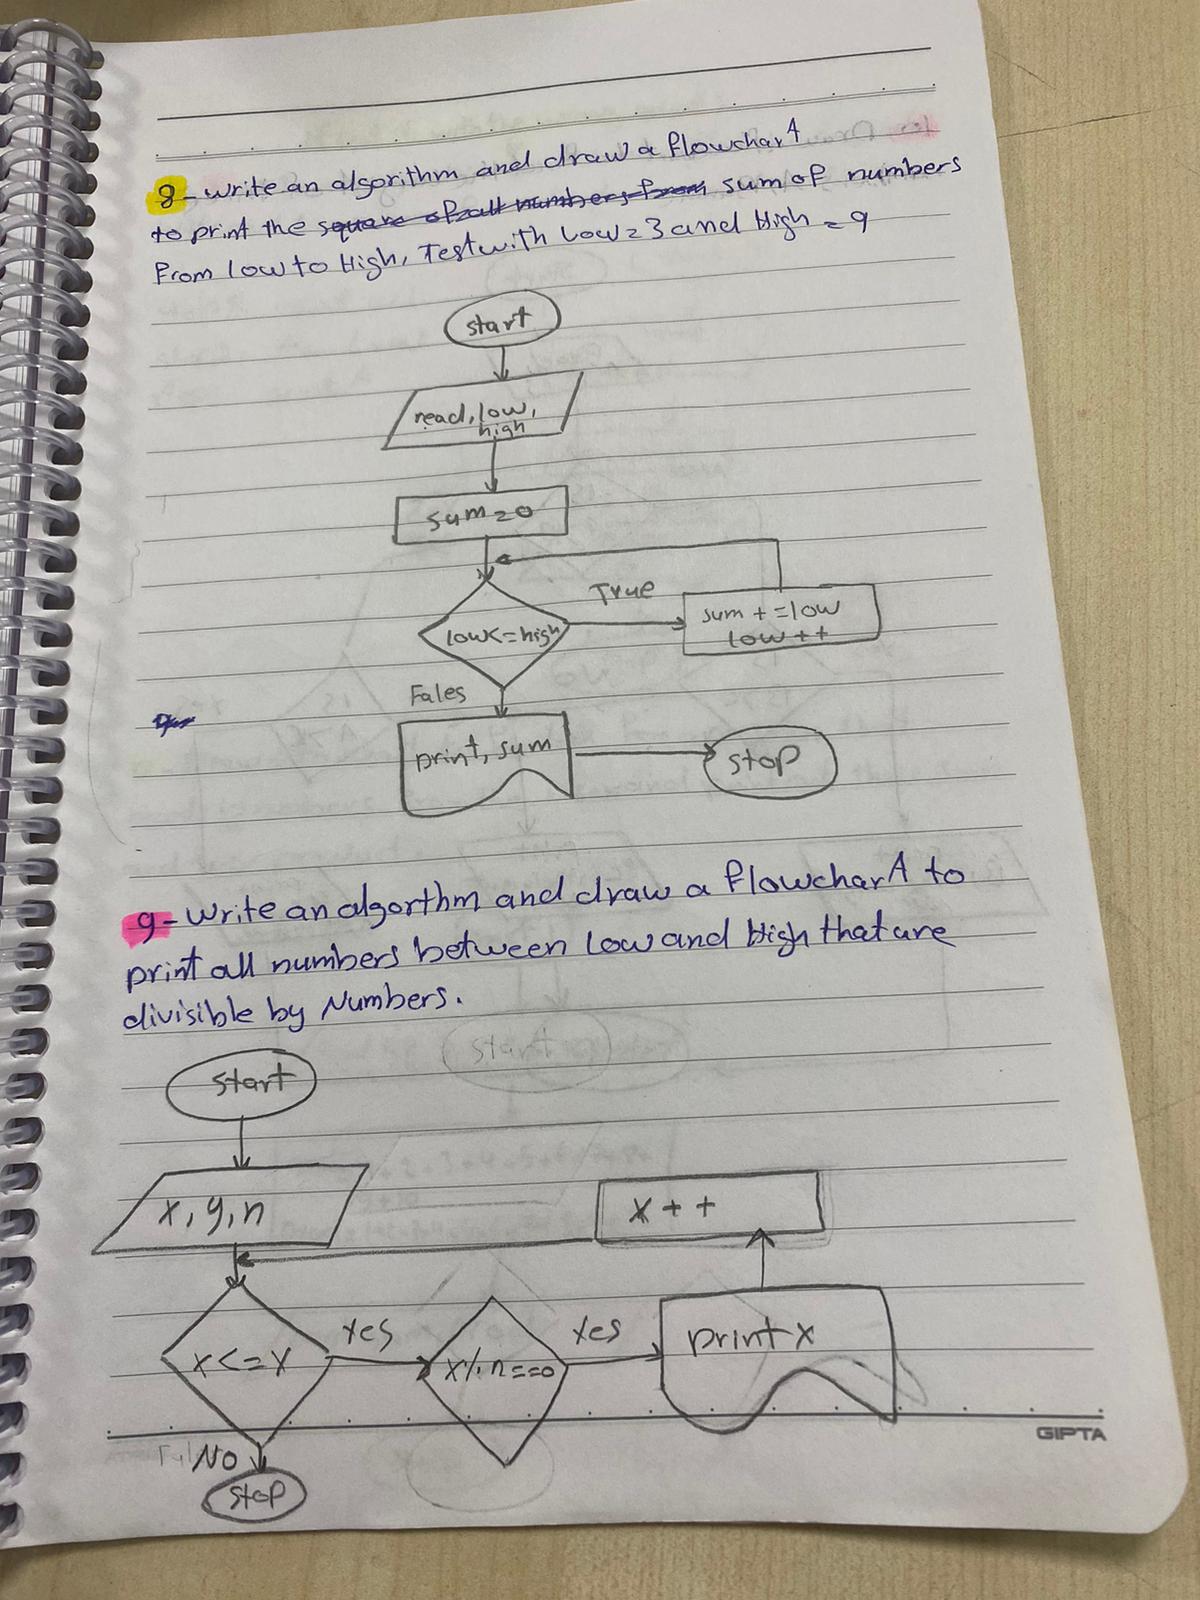 8- write an algorithm and draw a flowchart
to print the square of all numbers from sum of numbers
from low to High, Test with Low = 3 and High = 9
start
read, low,
high
sum = 0
low <= high
True
sum + = low
low + +
Fales
print, sum
stop
9- Write an algorthm and draw a flowchart to
print all numbers between Low and High that are
divisible by Numbers.
start
start
x, y, n
x + +
x <= y
Yes
x % n == 0
Yes
print x
No
stop
GIPTA